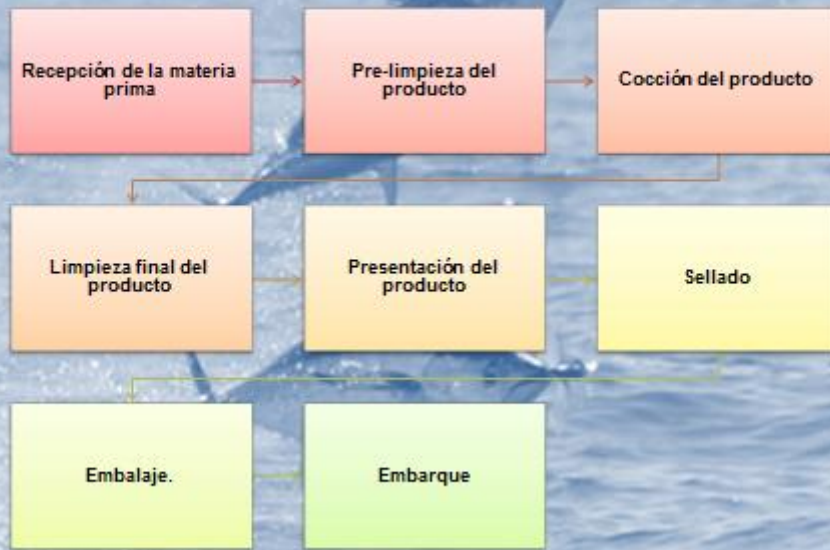 Recepción de la materia
prima
Pre-limpieza del
producto
Cocción del producto
Limpieza final del
producto
Presentación del
producto
Sellado
Embalaje.
Embarque